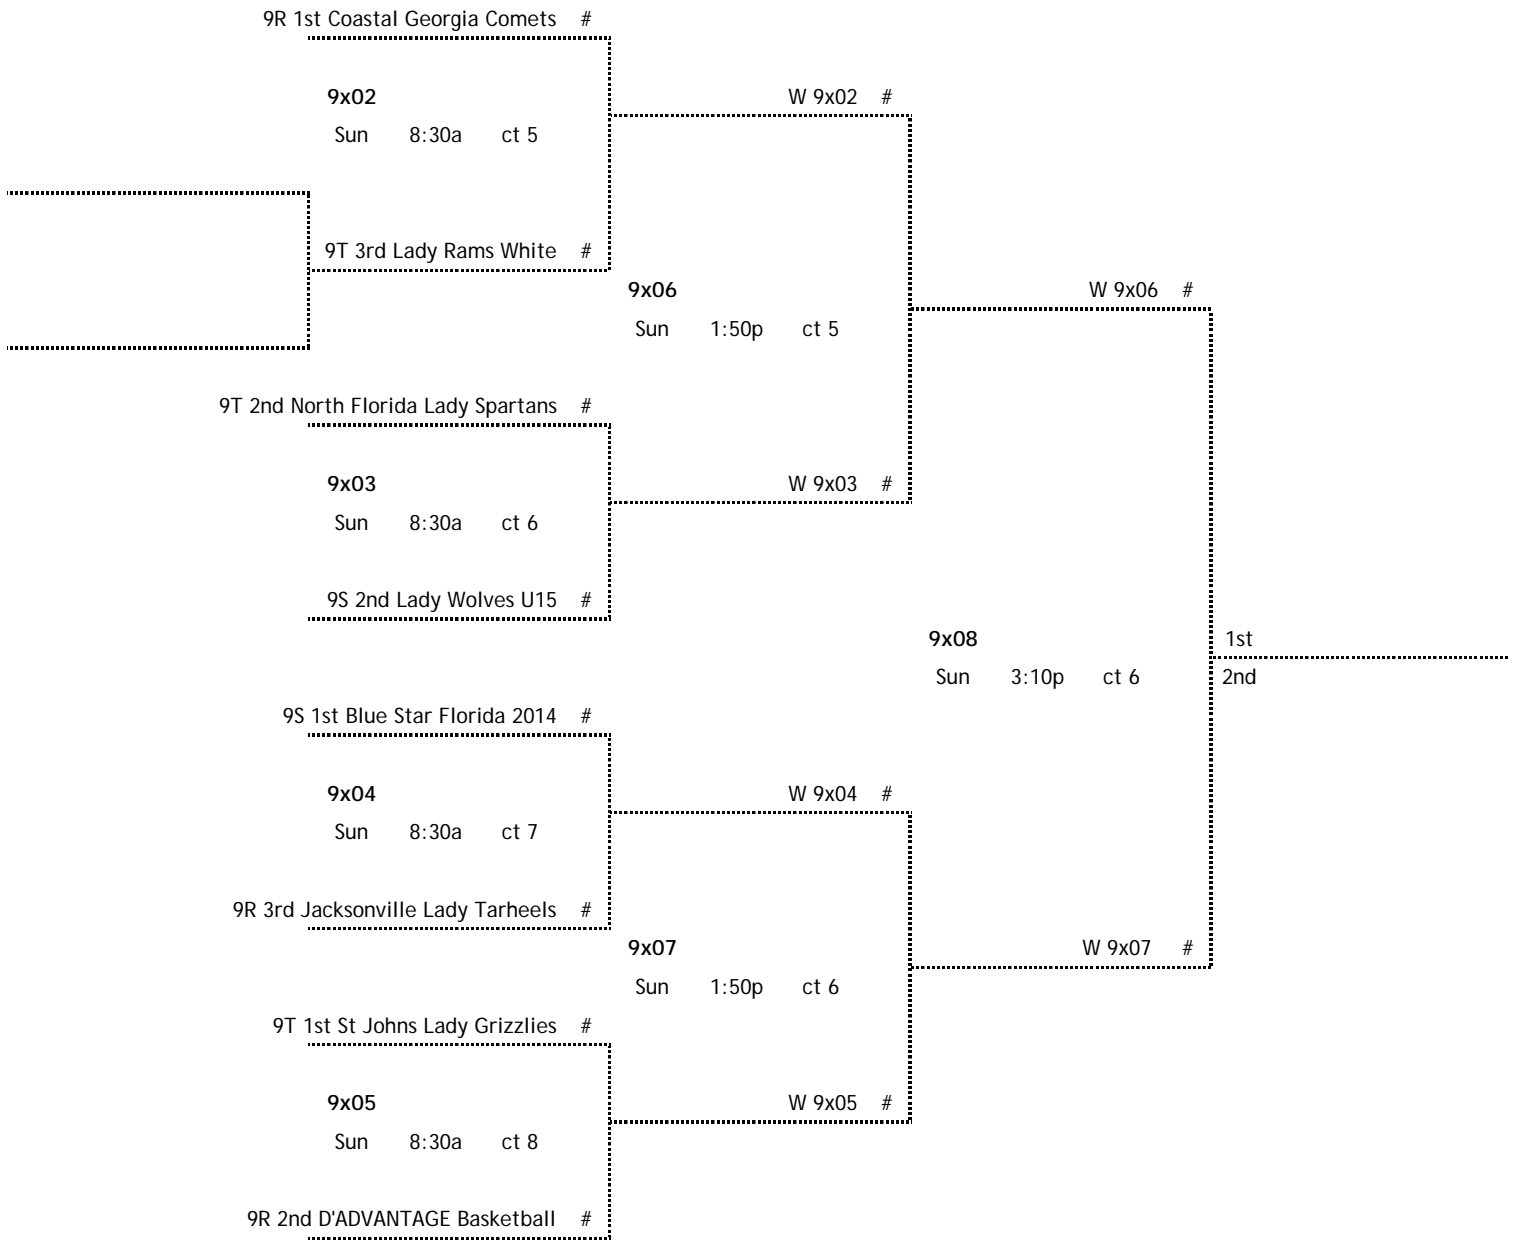 9R 1st Coastal Georgia Comets #
9x02 W 9x02 #
Sun 8:30a ct 5
9T 3rd Lady Rams White #
9x06 W 9x06 #
Sun 1:50p ct 5
9T 2nd North Florida Lady Spartans #
9x03 W 9x03 #
Sun 8:30a ct 6
9S 2nd Lady Wolves U15 #
9x08 1st
Sun 3:10p ct 6 2nd
9S 1st Blue Star Florida 2014 #
9x04 W 9x04 #
Sun 8:30a ct 7
9R 3rd Jacksonville Lady Tarheels #
9x07 W 9x07 #
Sun 1:50p ct 6
9T 1st St Johns Lady Grizzlies #
9x05 W 9x05 #
Sun 8:30a ct 8
9R 2nd D'ADVANTAGE Basketball #